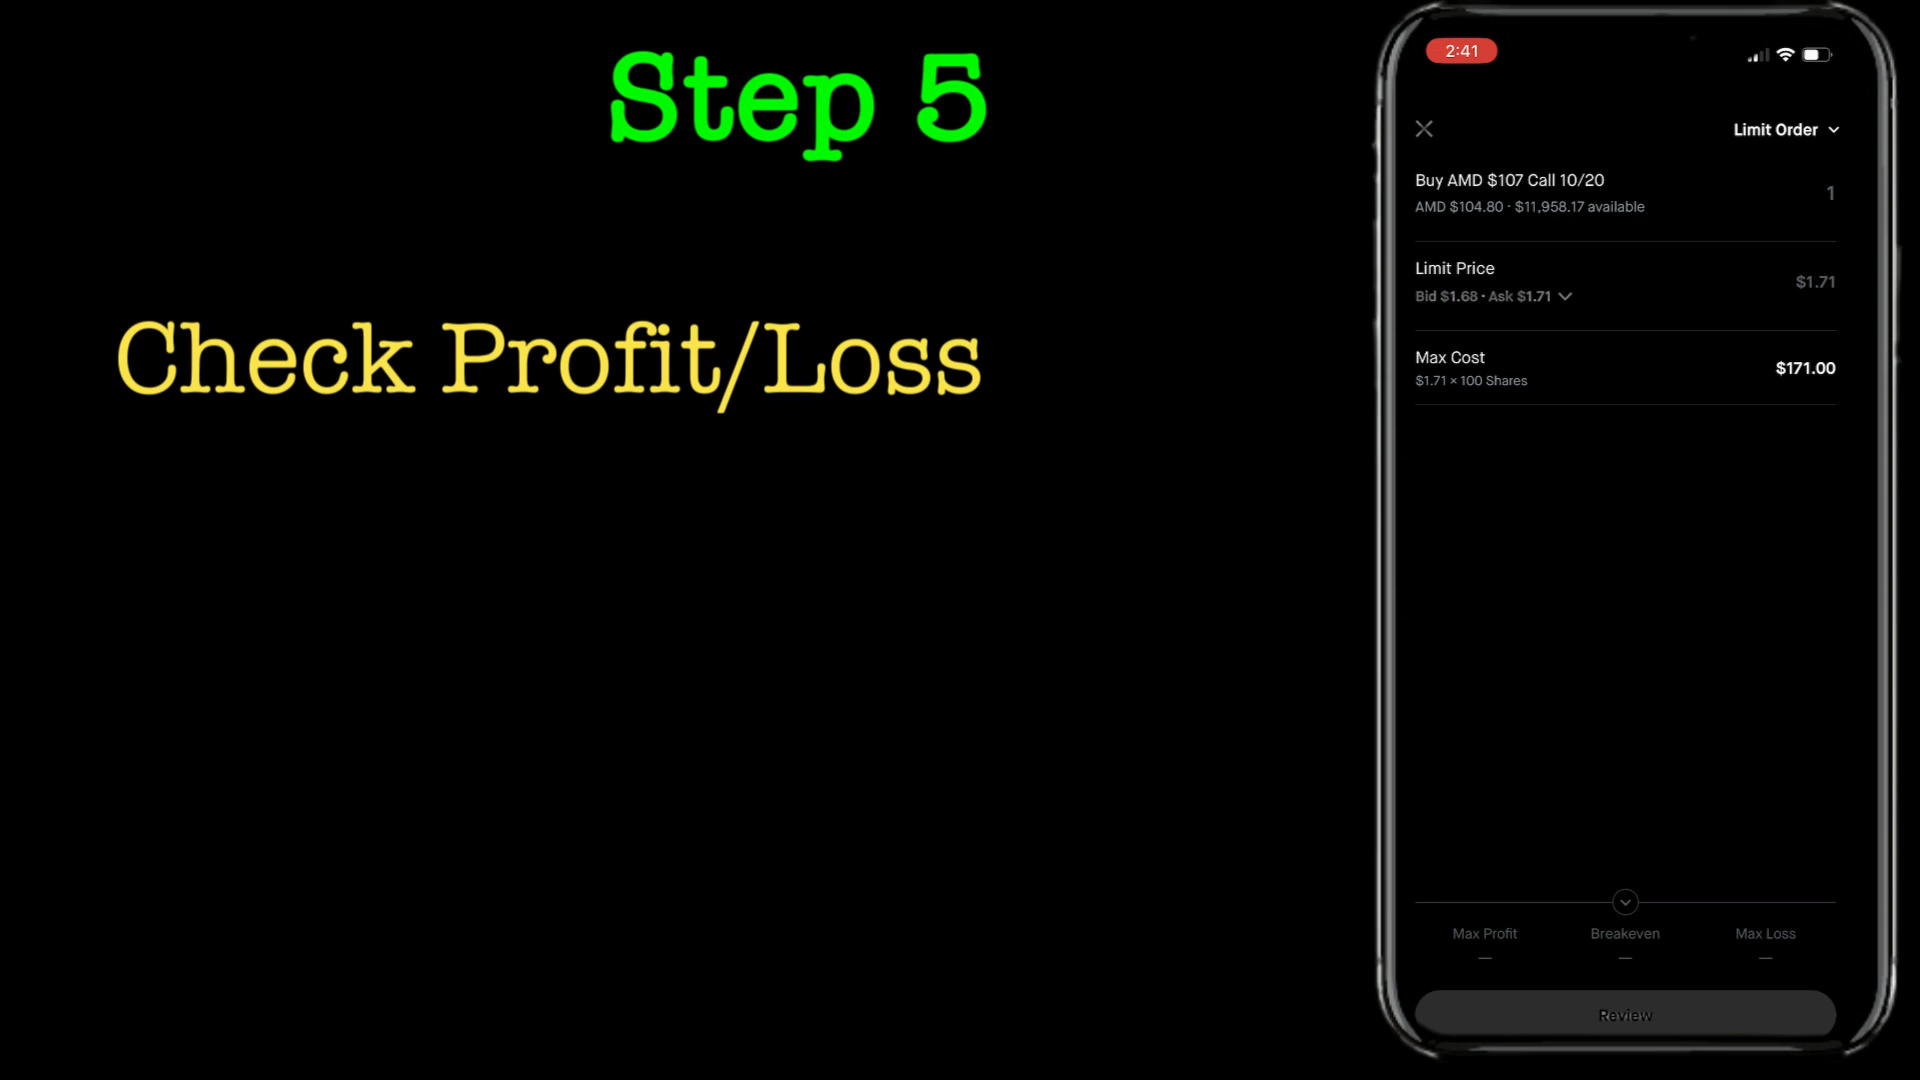 Step 5
Check Profit/Loss
2:41
Limit Order
Buy AMD $107 Call 10/20
1
AMD $104.80 · $11,958.17 available
Limit Price
$1.71
Bid $1.68 · Ask $1.71
Max Cost
$171.00
$1.71 × 100 Shares
Max Profit Breakeven Max Loss
— — —
Review